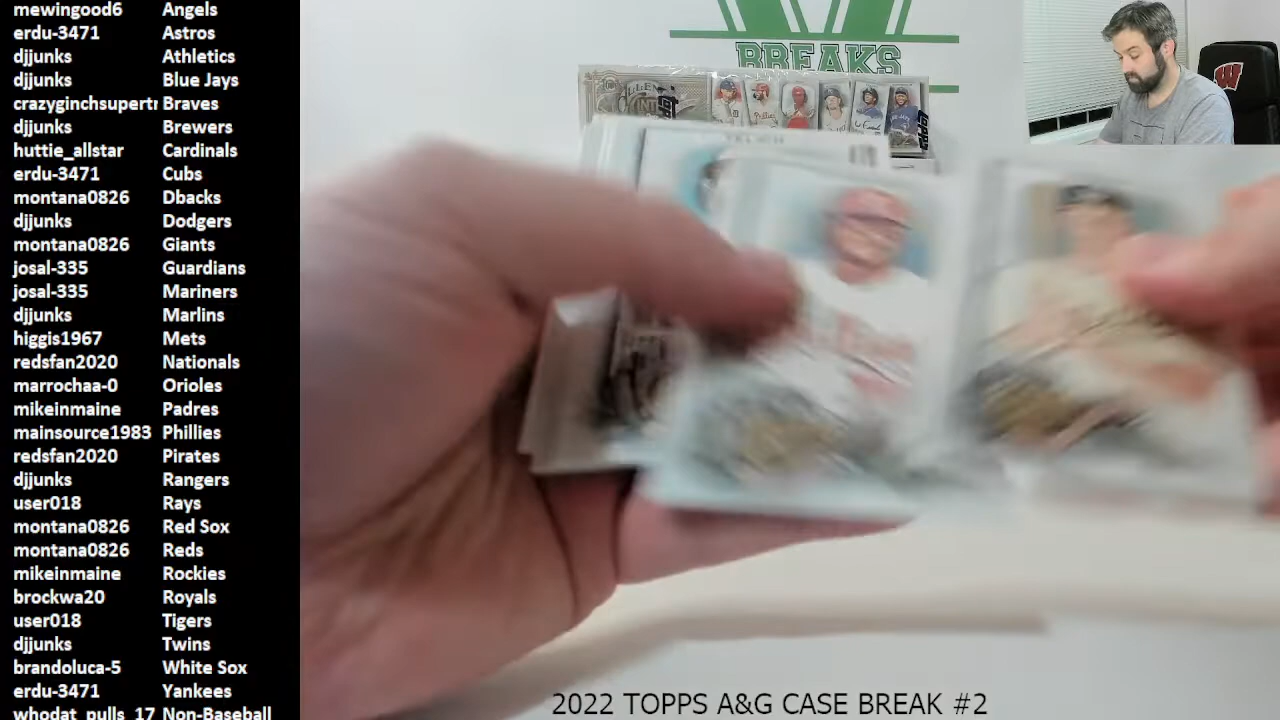 mewingood6 Angels
erdu-3471 Astros
djjunks Athletics
djjunks Blue Jays
crazyginchsupert Braves
djjunks Brewers
huttie_allstar Cardinals
erdu-3471 Cubs
montana0826 Dbacks
djjunks Dodgers
montana0826 Giants
josal-335 Guardians
josal-335 Mariners
djjunks Marlins
higgis1967 Mets
redsfan2020 Nationals
marrochaa-0 Orioles
mikeinmaine Padres
mainsource1983 Phillies
redsfan2020 Pirates
djjunks Rangers
user018 Rays
montana0826 Red Sox
montana0826 Reds
mikeinmaine Rockies
brockwa20 Royals
user018 Tigers
djjunks Twins
brandoluca-5 White Sox
erdu-3471 Yankees
whodat_pulls_17 Non-Baseball
BREAKS
W
2022 TOPPS A&G CASE BREAK #2